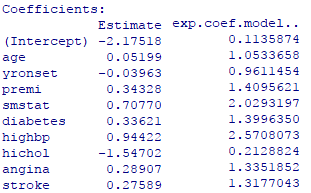 Coefficients:
Estimate exp.coef.model..
(Intercept) -2.17518 0.1135874
age 0.05199 1.0533658
yronset -0.03963 0.9611454
premi 0.34328 1.4095621
smstat 0.70770 2.0293197
diabetes 0.33621 1.3996350
highbp 0.94422 2.5708073
hichol -1.54702 0.2128824
angina 0.28907 1.3351852
stroke 0.27589 1.3177043